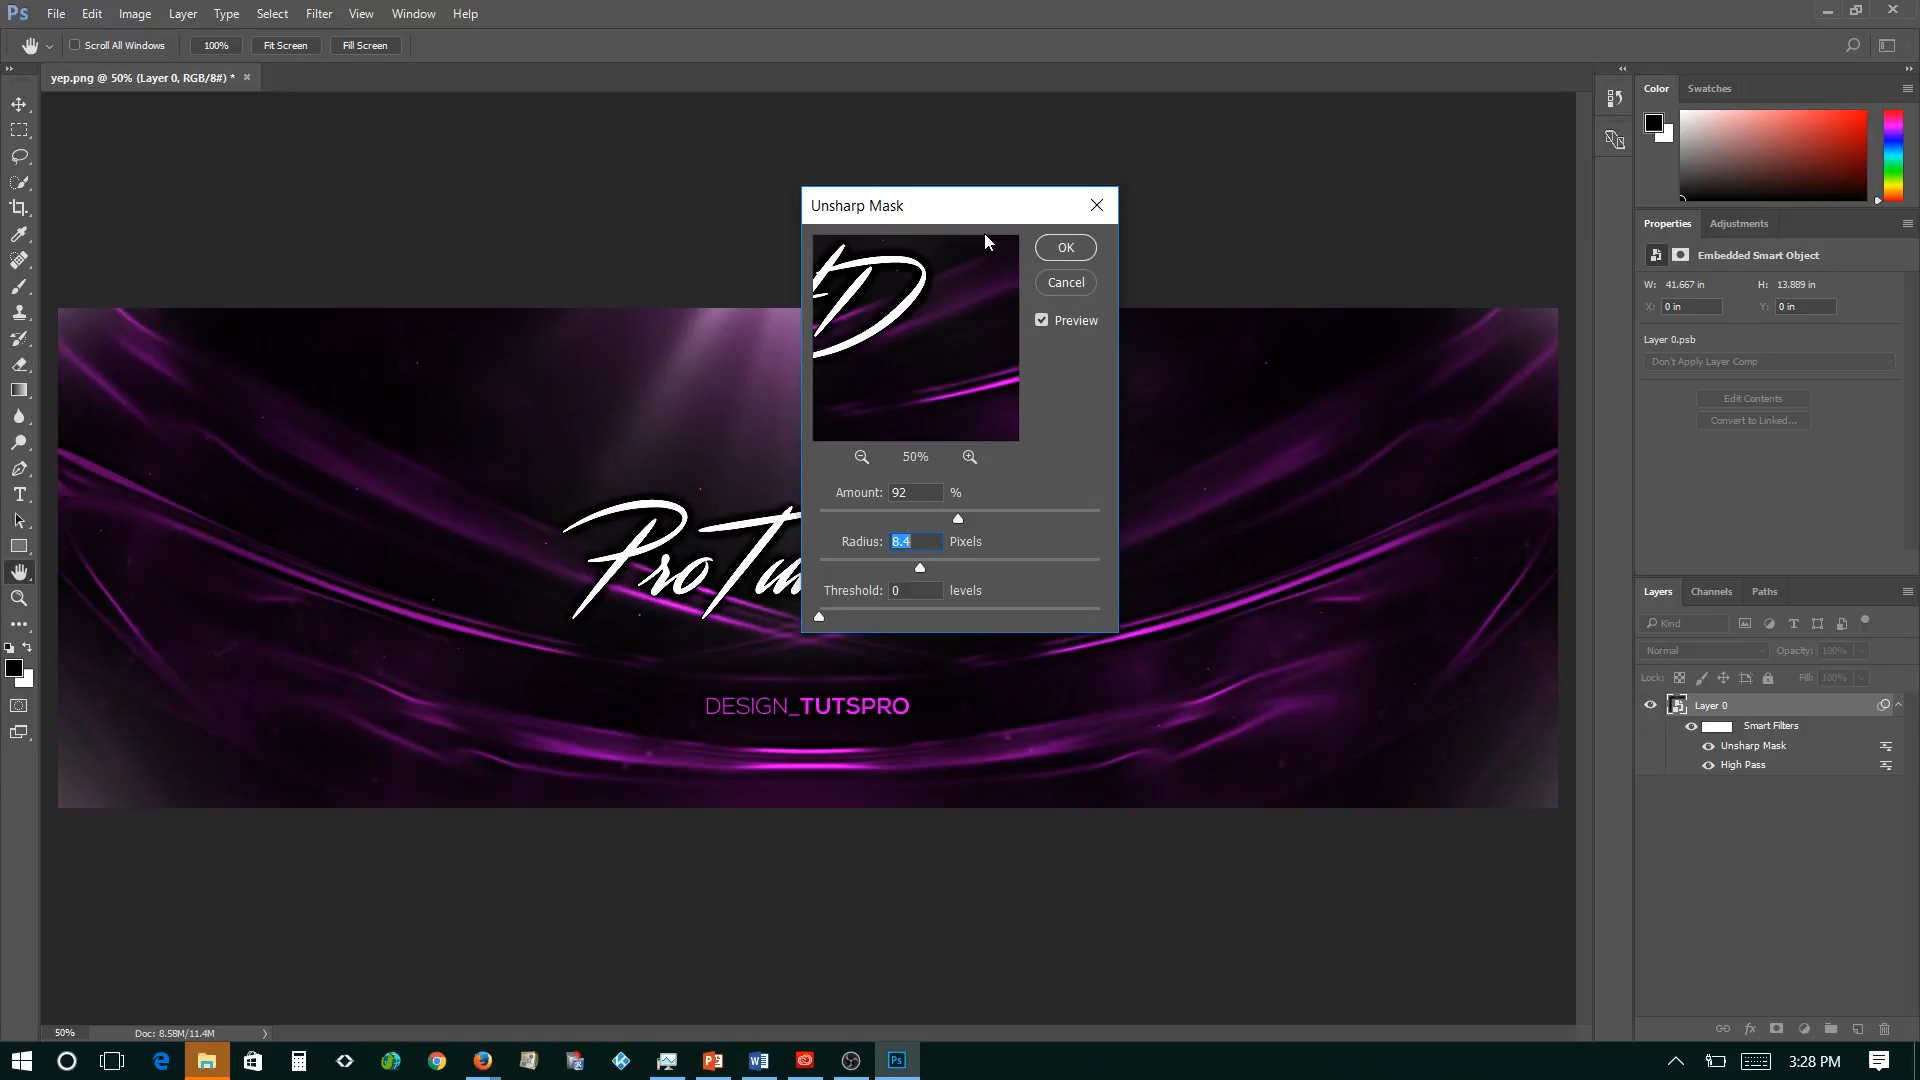 Ps File Edit Image Layer Type Select Filter View Window Help
Scroll All Windows 100% Fit Screen Fill Screen
yep.png @ 50% (Layer 0, RGB/8#) * ×
Color Swatches
Unsharp Mask
OK
Cancel
Preview
50%
Amount: 92 %
Radius: 8.4 Pixels
Threshold: 0 levels
DESIGN_TUTSPRO
Properties Adjustments
Embedded Smart Object
W: 41.667 in H: 13.889 in
X: 0 in Y: 0 in
Layer 0.psb
Don't Apply Layer Comp
Edit Contents
Convert to Linked...
Layers Channels Paths
Kind
Normal Opacity: 100%
Lock: Fill: 100%
Layer 0
Smart Filters
Unsharp Mask
High Pass
50% Doc: 8.58M/11.4M
Ps 3:28 PM